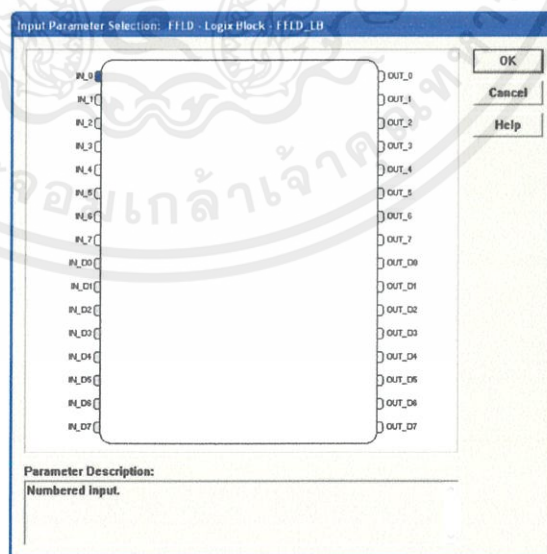 Input Parameter Selection: FFLD - Logix Block - FFLD_LB
OK
Cancel
Help
IN_0
IN_1
IN_2
IN_3
IN_4
IN_5
IN_6
IN_7
IN_D0
IN_D1
IN_D2
IN_D3
IN_D4
IN_D5
IN_D6
IN_D7
OUT_0
OUT_1
OUT_2
OUT_3
OUT_4
OUT_5
OUT_6
OUT_7
OUT_D0
OUT_D1
OUT_D2
OUT_D3
OUT_D4
OUT_D5
OUT_D6
OUT_D7
Parameter Description:
Numbered input.